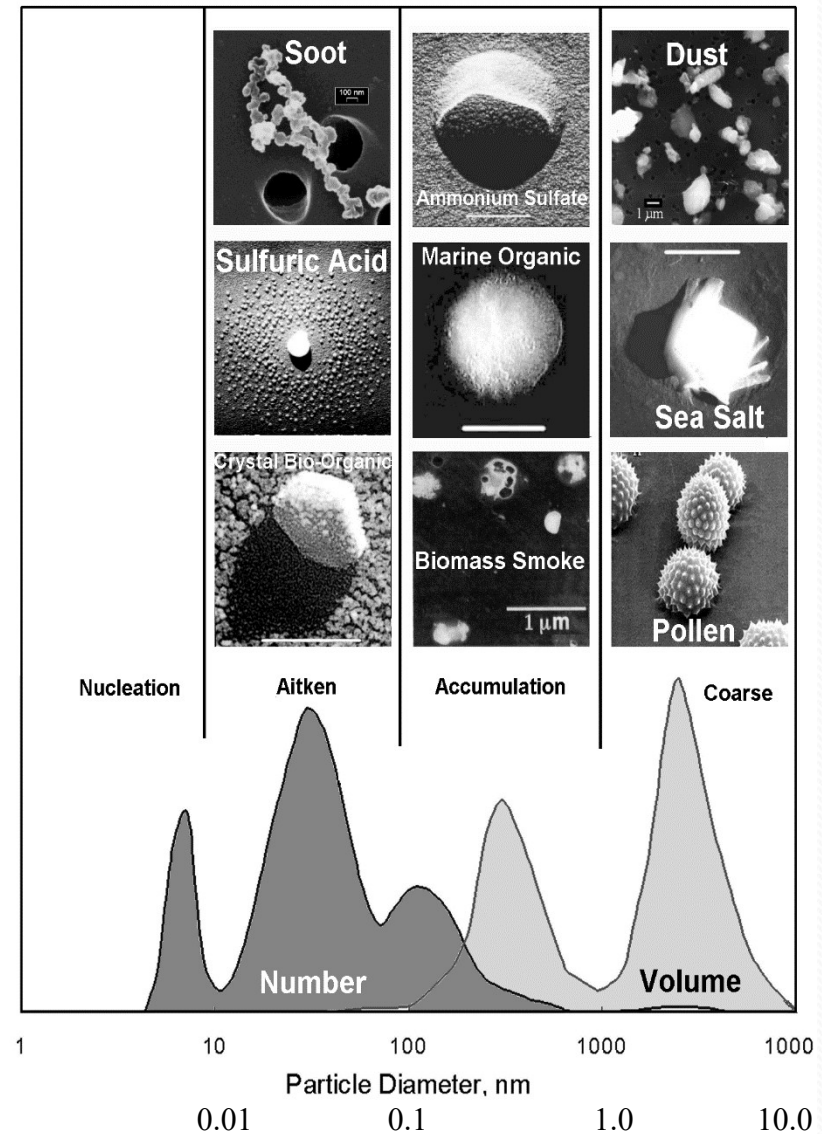 Soot
100 nm
Ammonium Sulfate
Dust
1 μm
Sulfuric Acid
Marine Organic
Sea Salt
Crystal Bio-Organic
Biomass Smoke
1 μm
Pollen
Nucleation
Aitken
Accumulation
Coarse
Number
Volume
1 10 100 1000 1000
Particle Diameter, nm
0.01 0.1 1.0 10.0